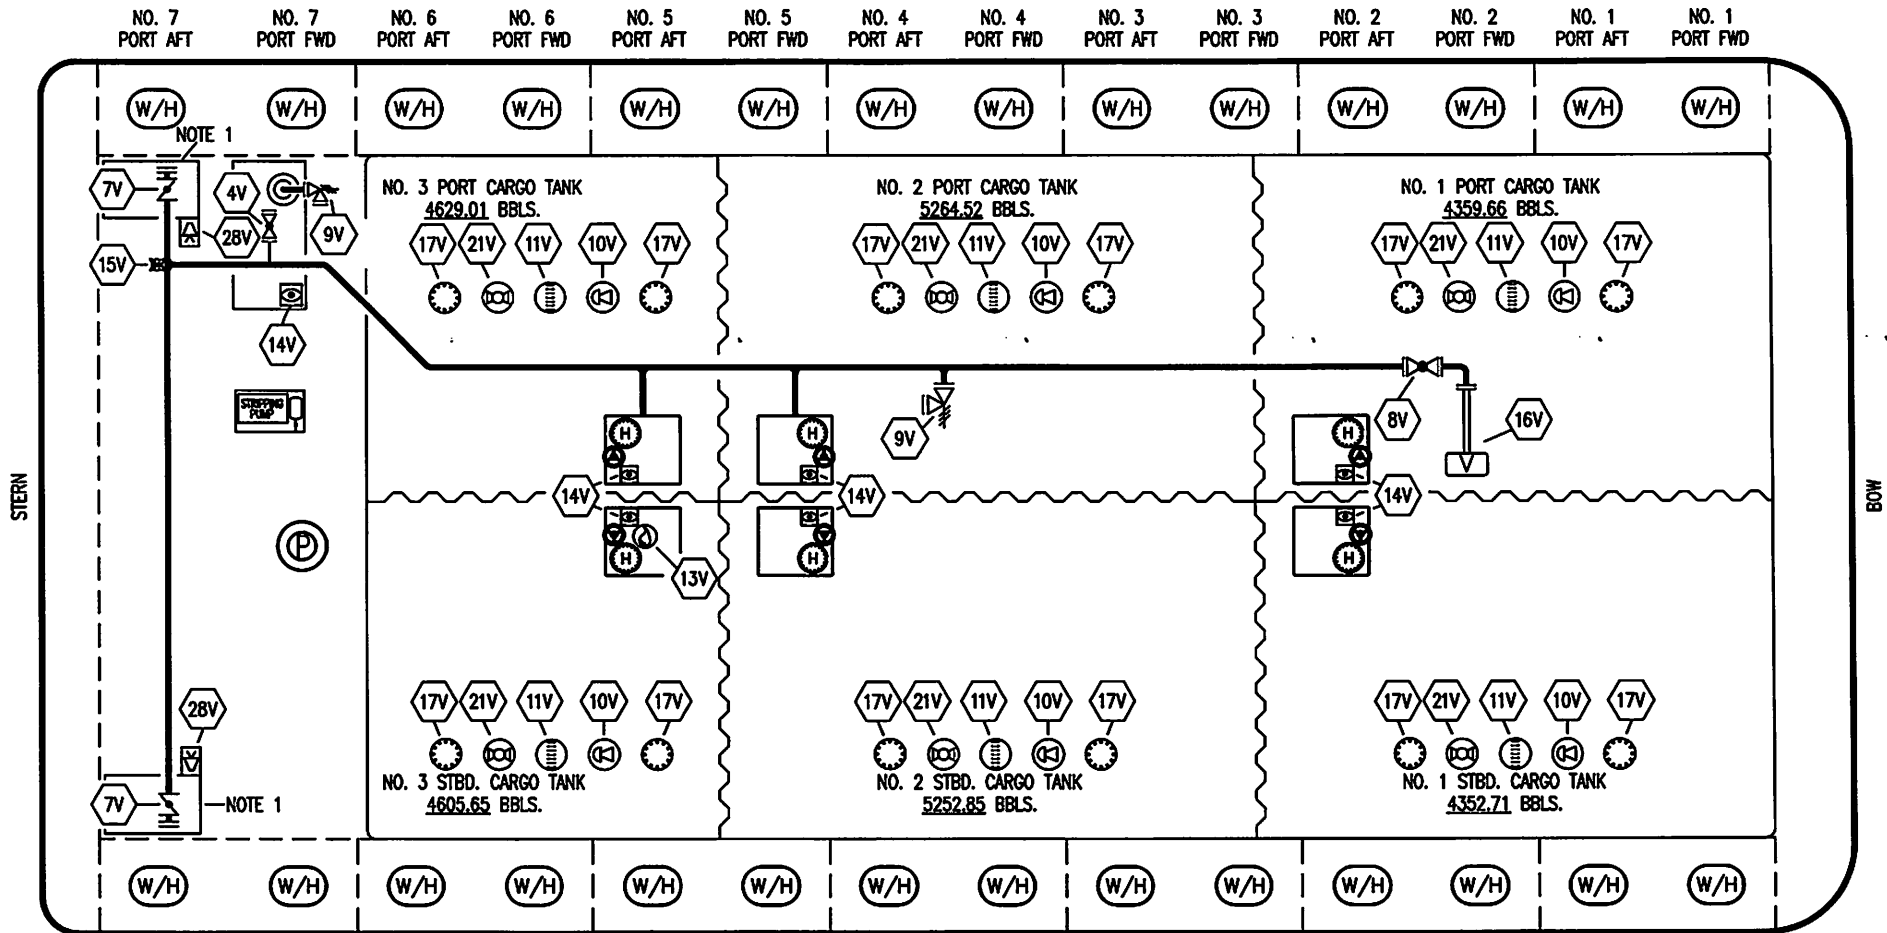 NO. 7 NO. 7 NO. 6 NO. 6 NO. 5 NO. 5 NO. 4 NO. 4 NO. 3 NO. 3 NO. 2 NO. 2 NO. 1 NO. 1
PORT AFT PORT FWD PORT AFT PORT FWD PORT AFT PORT FWD PORT AFT PORT FWD PORT AFT PORT FWD PORT AFT PORT FWD PORT AFT PORT FWD
W/H W/H W/H W/H W/H W/H W/H W/H W/H W/H W/H W/H W/H W/H
NOTE 1
7V 4V 28V 9V
15V
14V
NO. 3 PORT CARGO TANK
4629.01 BBLS.
17V 21V 11V 10V 17V
NO. 2 PORT CARGO TANK
5264.52 BBLS.
17V 21V 11V 10V 17V
NO. 1 PORT CARGO TANK
4359.66 BBLS.
17V 21V 11V 10V 17V
STRIPPING
PUMP
H H 9V H 8V 16V
V
14V 14V 14V
STERN
BOW
P
H 13V H H
28V
17V 21V 11V 10V 17V
NO. 3 STBD. CARGO TANK
4605.65 BBLS.
17V 21V 11V 10V 17V
NO. 2 STBD. CARGO TANK
5252.85 BBLS.
17V 21V 11V 10V 17V
NO. 1 STBD. CARGO TANK
4352.71 BBLS.
7V NOTE 1
W/H W/H W/H W/H W/H W/H W/H W/H W/H W/H W/H W/H W/H W/H